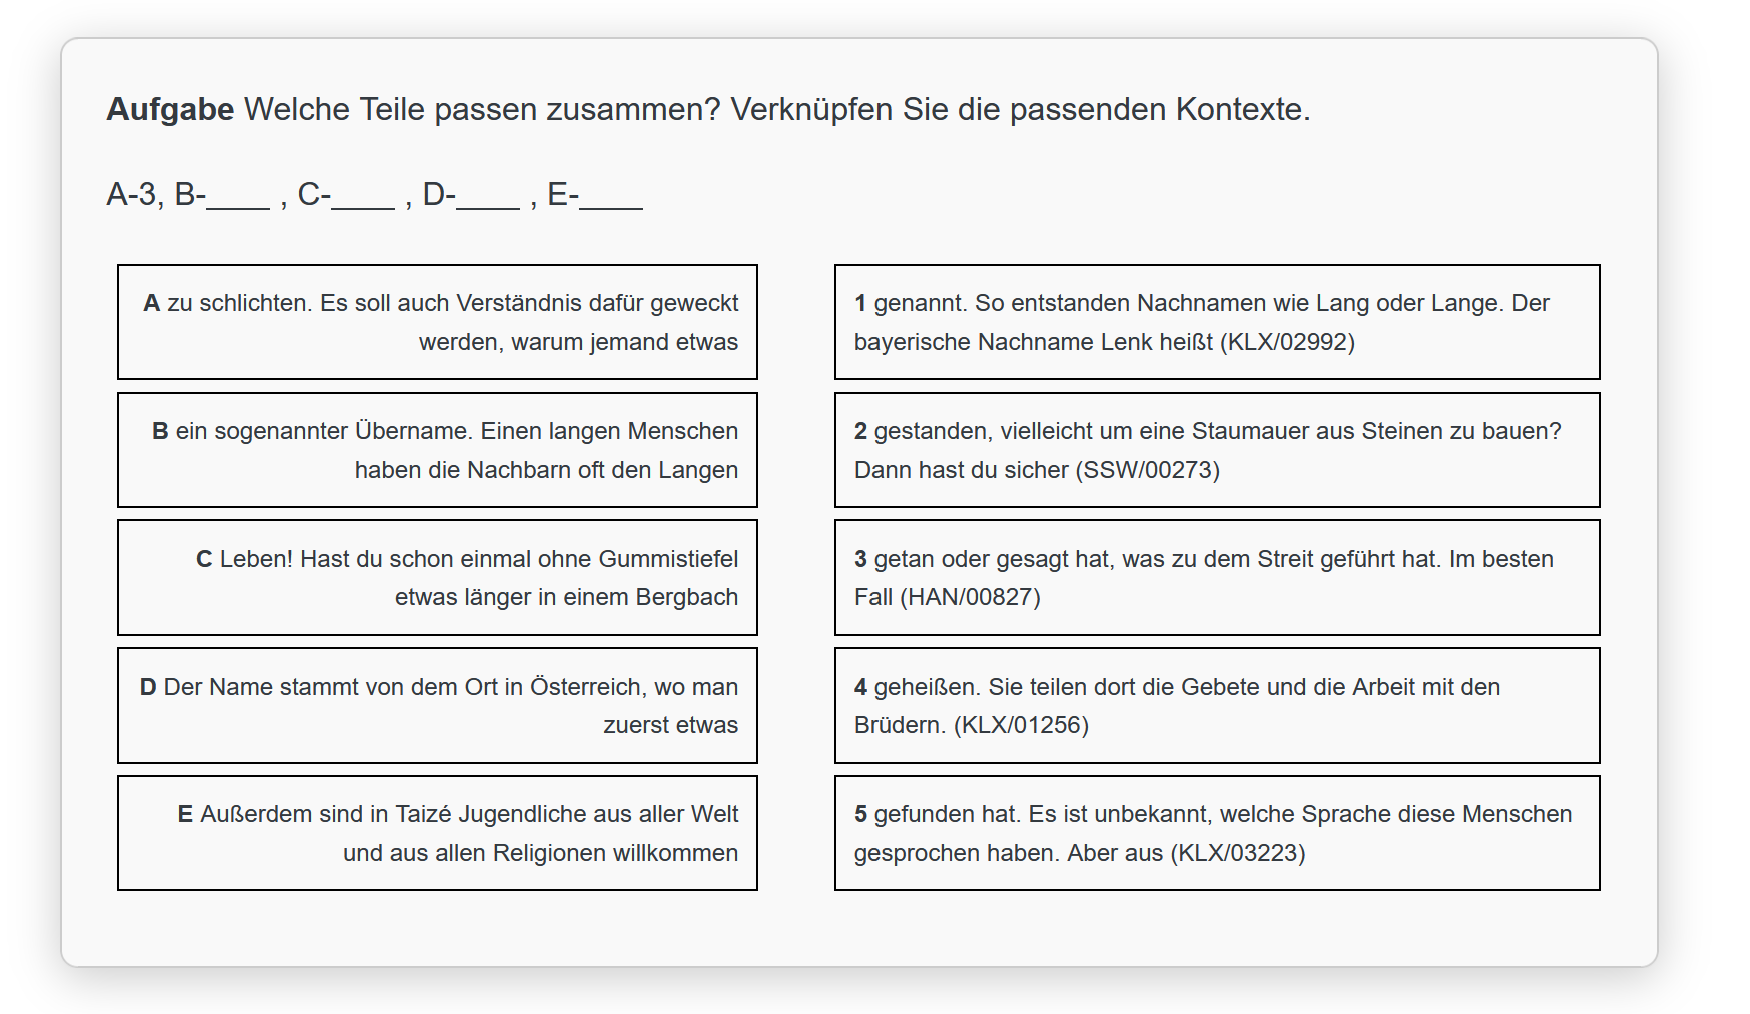 Aufgabe Welche Teile passen zusammen? Verknüpfen Sie die passenden Kontexte.
A-3, B-____ , C-____ , D-____ , E-____
A zu schlichten. Es soll auch Verständnis dafür geweckt
werden, warum jemand etwas
1 genannt. So entstanden Nachnamen wie Lang oder Lange. Der
bayerische Nachname Lenk heißt (KLX/02992)
B ein sogenannter Übername. Einen langen Menschen
haben die Nachbarn oft den Langen
2 gestanden, vielleicht um eine Staumauer aus Steinen zu bauen?
Dann hast du sicher (SSW/00273)
C Leben! Hast du schon einmal ohne Gummistiefel
etwas länger in einem Bergbach
3 getan oder gesagt hat, was zu dem Streit geführt hat. Im besten
Fall (HAN/00827)
D Der Name stammt von dem Ort in Österreich, wo man
zuerst etwas
4 geheißen. Sie teilen dort die Gebete und die Arbeit mit den
Brüdern. (KLX/01256)
E Außerdem sind in Taizé Jugendliche aus aller Welt
und aus allen Religionen willkommen
5 gefunden hat. Es ist unbekannt, welche Sprache diese Menschen
gesprochen haben. Aber aus (KLX/03223)